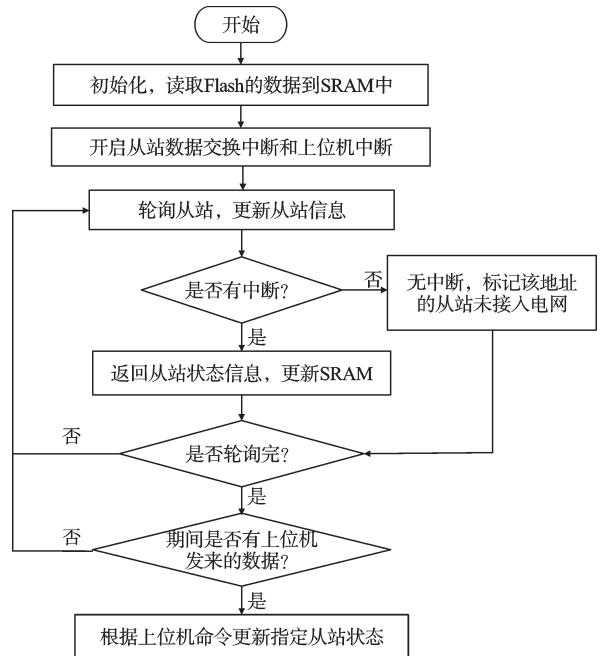 开始
初始化，读取Flash的数据到SRAM中
开启从站数据交换中断和上位机中断
轮询从站，更新从站信息
是否有中断？
否
无中断，标记该地址
的从站未接入电网
是
返回从站状态信息，更新SRAM
否
是否轮询完？
是
否
期间是否有上位机
发来的数据？
是
根据上位机命令更新指定从站状态